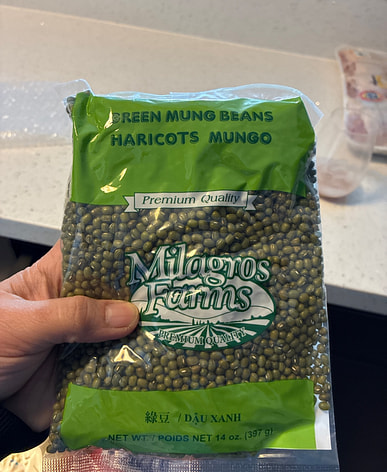 GREEN MUNG BEANS
HARICOTS MUNGO
Premium Quality
Milagros
Farms
PREMIUM QUALITY
綠豆 / DẬU XANH
NET WT. / POIDS NET 14 oz. (397 g)